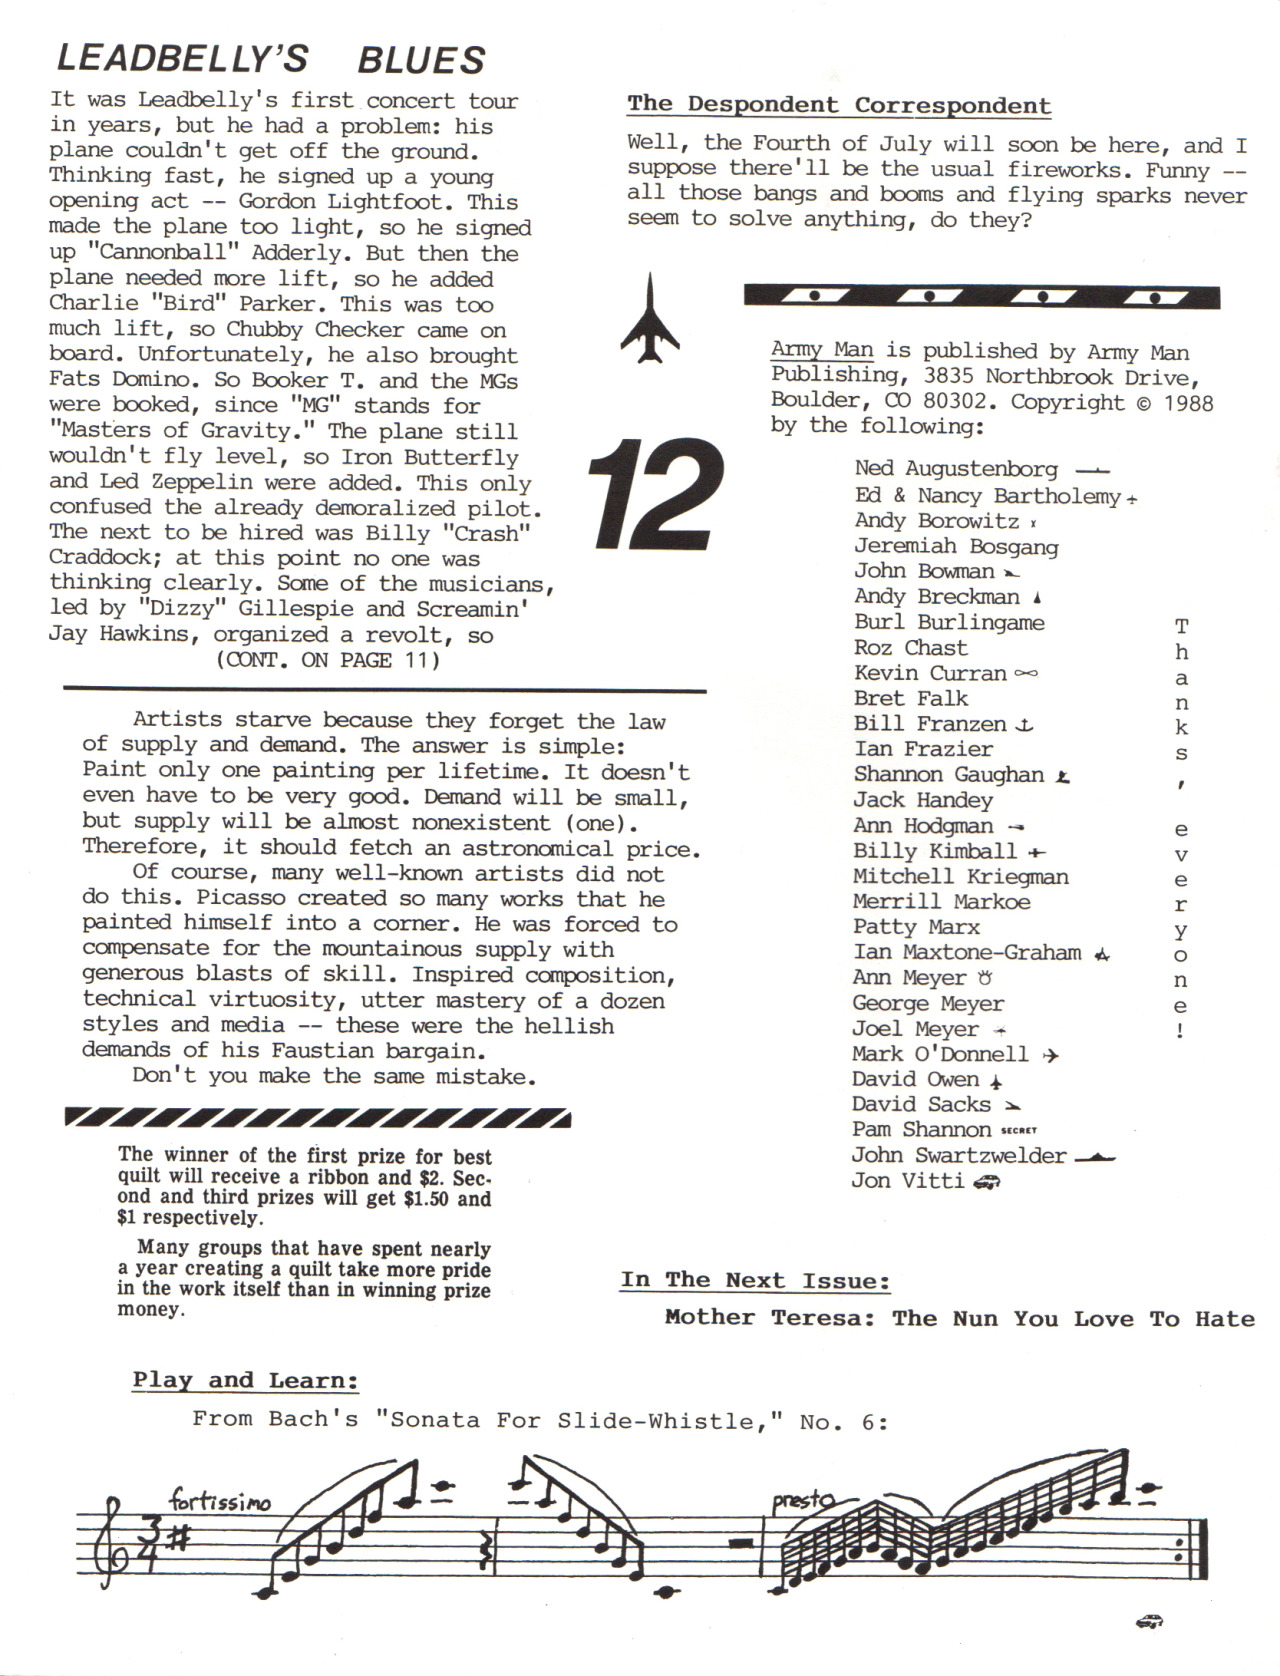 LEADBELLY'S BLUES
It was Leadbelly's first concert tour
in years, but he had a problem: his
plane couldn't get off the ground.
Thinking fast, he signed up a young
opening act -- Gordon Lightfoot. This
made the plane too light, so he signed
up "Cannonball" Adderly. But then the
plane needed more lift, so he added
Charlie "Bird" Parker. This was too
much lift, so Chubby Checker came on
board. Unfortunately, he also brought
Fats Domino. So Booker T. and the MGs
were booked, since "MG" stands for
"Masters of Gravity." The plane still
wouldn't fly level, so Iron Butterfly
and Led Zeppelin were added. This only
confused the already demoralized pilot.
The next to be hired was Billy "Crash"
Craddock; at this point no one was
thinking clearly. Some of the musicians,
led by "Dizzy" Gillespie and Screamin'
Jay Hawkins, organized a revolt, so
(CONT. ON PAGE 11)
The Despondent Correspondent
Well, the Fourth of July will soon be here, and I
suppose there'll be the usual fireworks. Funny --
all those bangs and booms and flying sparks never
seem to solve anything, do they?
12
Army Man is published by Army Man
Publishing, 3835 Northbrook Drive,
Boulder, CO 80302. Copyright © 1988
by the following:
Ned Augustenborg
Ed & Nancy Bartholemy
Andy Borowitz
Jeremiah Bosgang
John Bowman
Andy Breckman
Burl Burlingame
Roz Chast
Kevin Curran
Bret Falk
Bill Franzen
Ian Frazier
Shannon Gaughan
Jack Handey
Ann Hodgman
Billy Kimball
Mitchell Kriegman
Merrill Markoe
Patty Marx
Ian Maxtone-Graham
Ann Meyer
George Meyer
Joel Meyer
Mark O'Donnell
David Owen
David Sacks
Pam Shannon SECRET
John Swartzwelder
Jon Vitti
Thanks, everyone!
Artists starve because they forget the law
of supply and demand. The answer is simple:
Paint only one painting per lifetime. It doesn't
even have to be very good. Demand will be small,
but supply will be almost nonexistent (one).
Therefore, it should fetch an astronomical price.
Of course, many well-known artists did not
do this. Picasso created so many works that he
painted himself into a corner. He was forced to
compensate for the mountainous supply with
generous blasts of skill. Inspired composition,
technical virtuosity, utter mastery of a dozen
styles and media -- these were the hellish
demands of his Faustian bargain.
Don't you make the same mistake.
The winner of the first prize for best
quilt will receive a ribbon and $2. Sec-
ond and third prizes will get $1.50 and
$1 respectively.
Many groups that have spent nearly
a year creating a quilt take more pride
in the work itself than in winning prize
money.
In The Next Issue:
Mother Teresa: The Nun You Love To Hate
Play and Learn:
From Bach's "Sonata For Slide-Whistle," No. 6:
fortissimo
presto
3
4